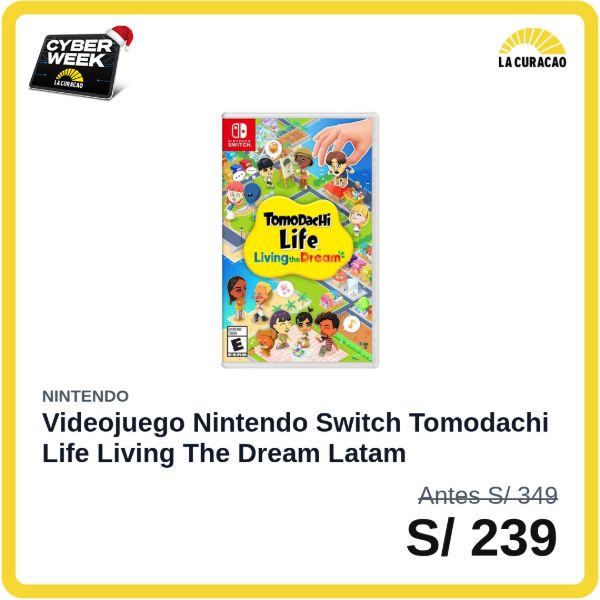 CYBER
WEEK
LA CURACAO
LA CURACAO
NINTENDO
SWITCH
TOMODACHI
Life
Living the Dream
E
NINTENDO
Videojuego Nintendo Switch Tomodachi
Life Living The Dream Latam
Antes S/ 349
S/ 239